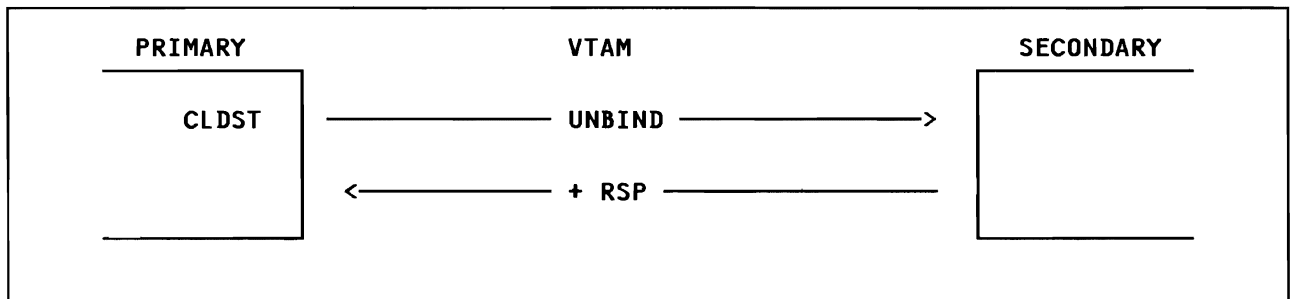 PRIMARY VTAM SECONDARY
CLDST UNBIND
+ RSP